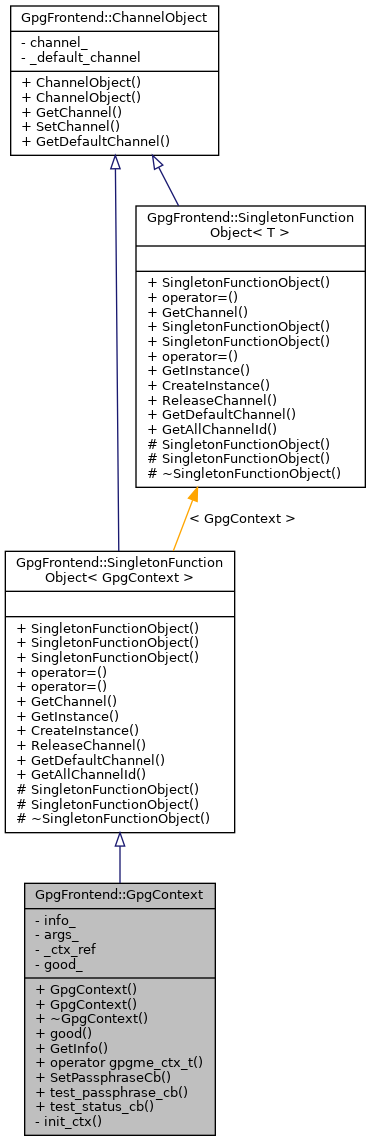 GpgFrontend::ChannelObject
- channel_
- _default_channel
+ ChannelObject()
+ ChannelObject()
+ GetChannel()
+ SetChannel()
+ GetDefaultChannel()
GpgFrontend::SingletonFunction
Object< T >
+ SingletonFunctionObject()
+ operator=()
+ GetChannel()
+ SingletonFunctionObject()
+ SingletonFunctionObject()
+ operator=()
+ GetInstance()
+ CreateInstance()
+ ReleaseChannel()
+ GetDefaultChannel()
+ GetAllChannelId()
# SingletonFunctionObject()
# SingletonFunctionObject()
# ~SingletonFunctionObject()
< GpgContext >
GpgFrontend::SingletonFunction
Object< GpgContext >
+ SingletonFunctionObject()
+ SingletonFunctionObject()
+ SingletonFunctionObject()
+ operator=()
+ operator=()
+ GetChannel()
+ GetInstance()
+ CreateInstance()
+ ReleaseChannel()
+ GetDefaultChannel()
+ GetAllChannelId()
# SingletonFunctionObject()
# SingletonFunctionObject()
# ~SingletonFunctionObject()
GpgFrontend::GpgContext
- info_
- args_
- _ctx_ref
- good_
+ GpgContext()
+ GpgContext()
+ ~GpgContext()
+ good()
+ GetInfo()
+ operator gpgme_ctx_t()
+ SetPassphraseCb()
+ test_passphrase_cb()
+ test_status_cb()
- init_ctx()